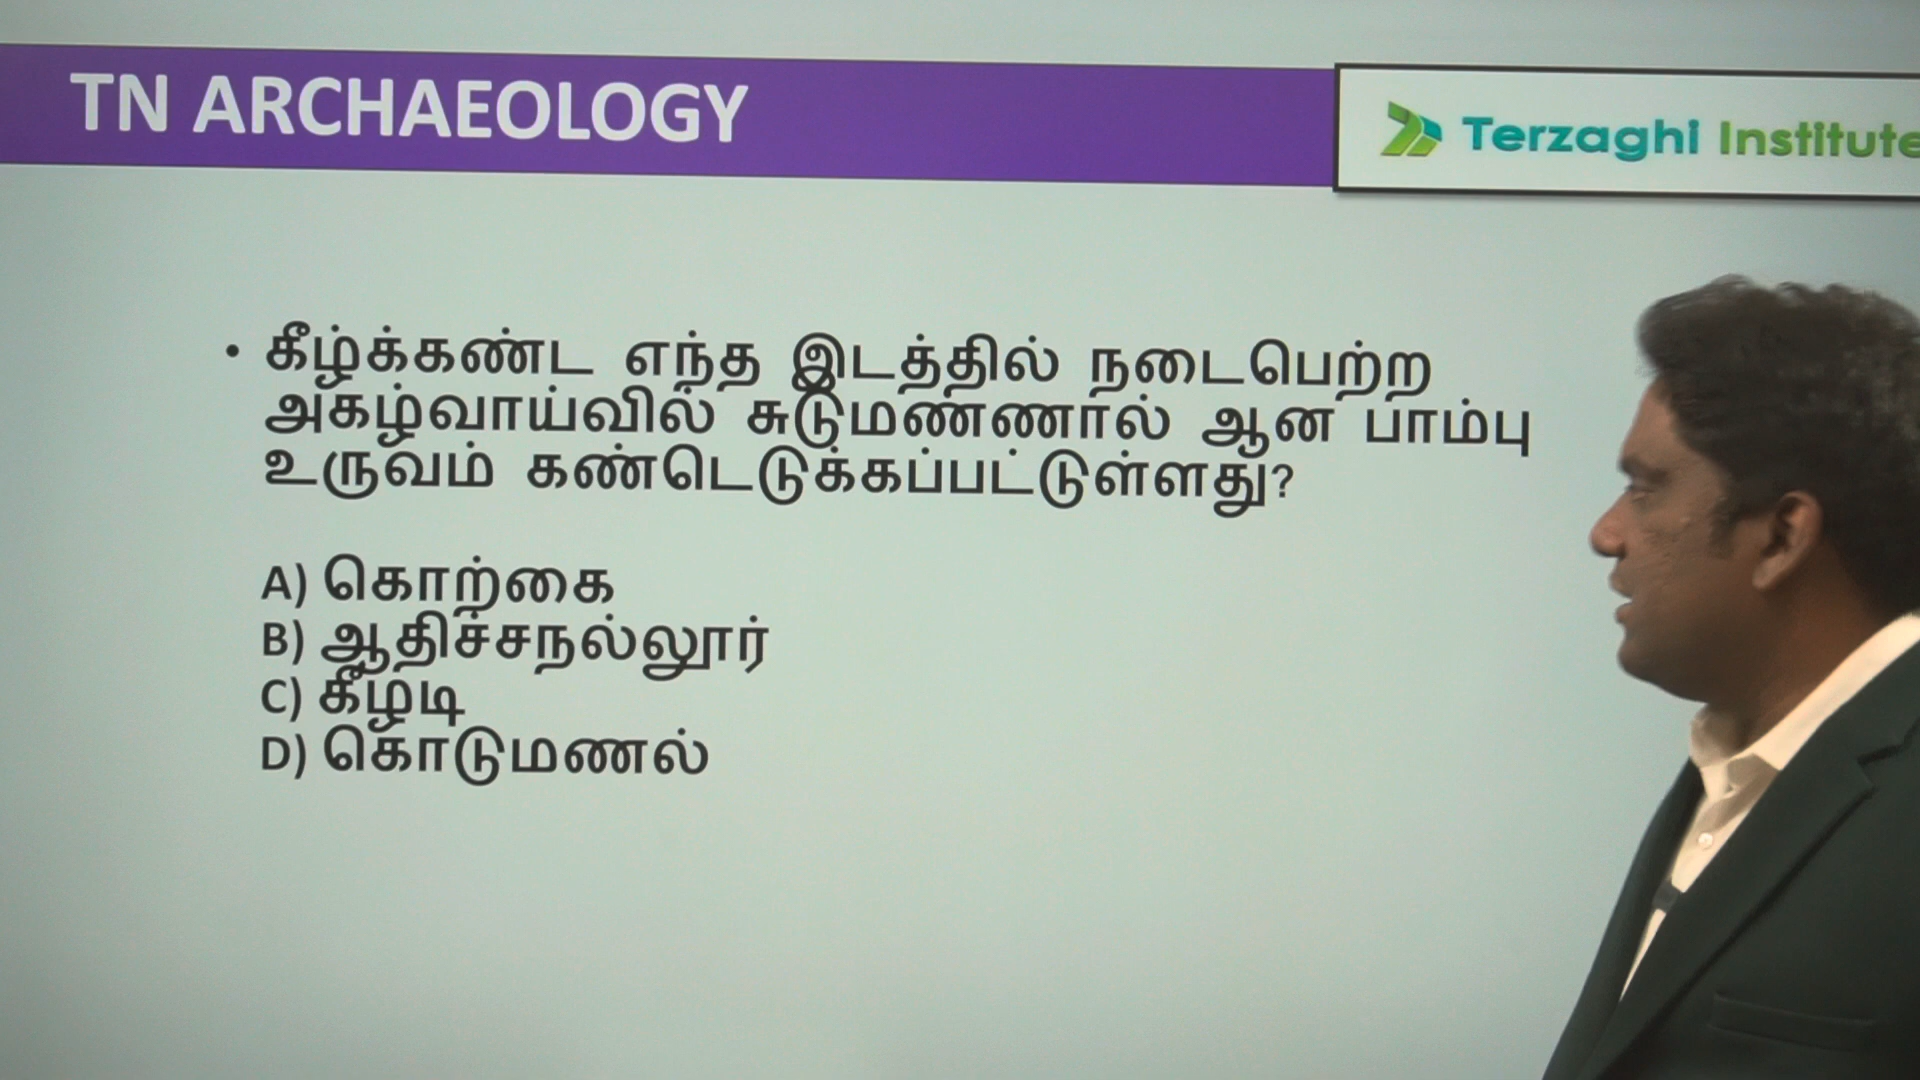 TN ARCHAEOLOGY
Terzaghi Institute
• கீழ்க்கண்ட எந்த இடத்தில் நடைபெற்ற
அகழ்வாய்வில் சுடுமண்ணால் ஆன பாம்பு
உருவம் கண்டெடுக்கப்பட்டுள்ளது?
A) கொற்கை
B) ஆதிச்சநல்லூர்
C) கீழடி
D) கொடுமணல்